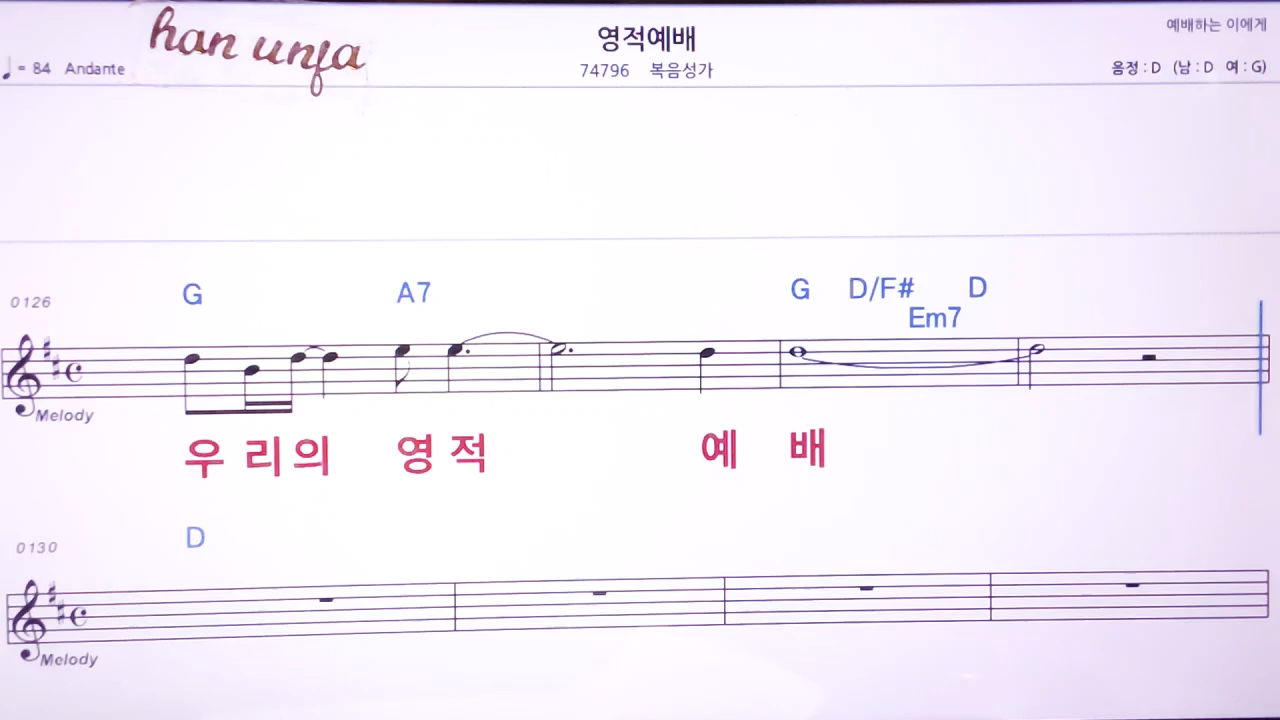 han unfa
영적예배
예배하는 이에게
♩= 84 Andante
74796 복음성가
음정 : D (남 : D 여 : G)
G A7 G D/F# Em7 D
0126
Melody
우 리 의 영 적 예 배
D
0130
Melody